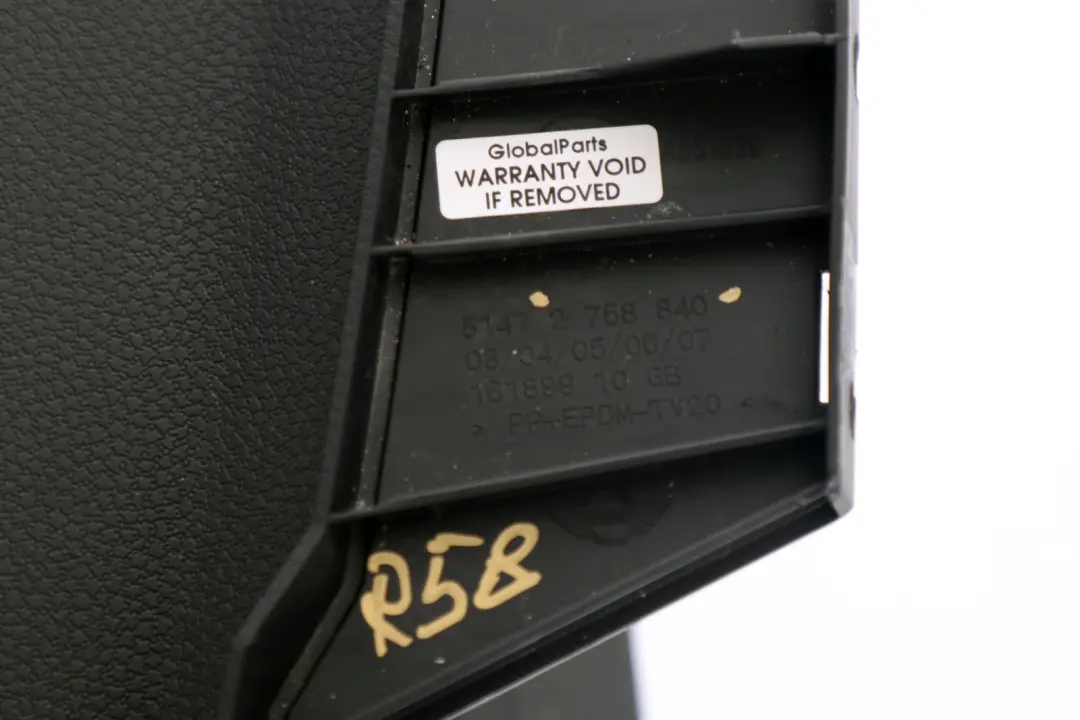 GlobalParts
WARRANTY VOID
IF REMOVED
5147 2 758 840
03/04/05/06/07
161899 10 GB
> PP-EPDM-TV20 <
R58